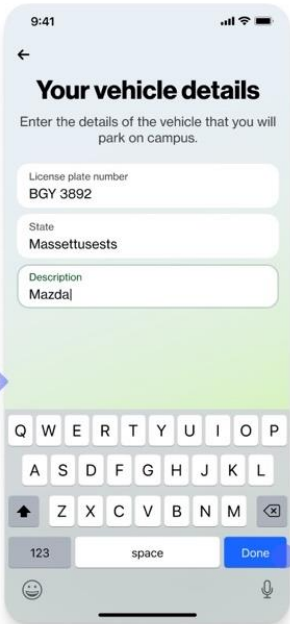 9:41
Your vehicle details
Enter the details of the vehicle that you will
park on campus.
License plate number
BGY 3892
State
Massettusests
Description
Mazda
Q W E R T Y U I O P
A S D F G H J K L
Z X C V B N M
123 space Done